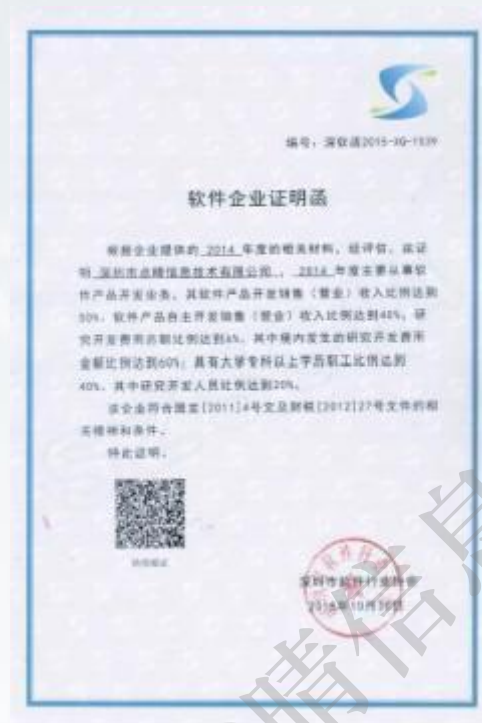 编号：深软函2015-XG-1539
软件企业证明函
根据企业提供的 2014 年度的相关材料，经评估，兹证
明 深圳市点晴信息技术有限公司 ， 2014 年度主要从事软
件产品开发业务，其软件产品开发销售（营业）收入比例达到
50%，软件产品自主开发销售（营业）收入比例达到40%，研
究开发费用总额比例达到6%，其中境内发生的研究开发费用
金额比例达到60%；具有大学专科以上学历职工比例达到
40%，其中研究开发人员比例达到20%。
该企业符合国发[2011]4号文及财税[2012]27号文件的相
关精神和条件。
特此证明。
深圳市软件行业协会
晴信息